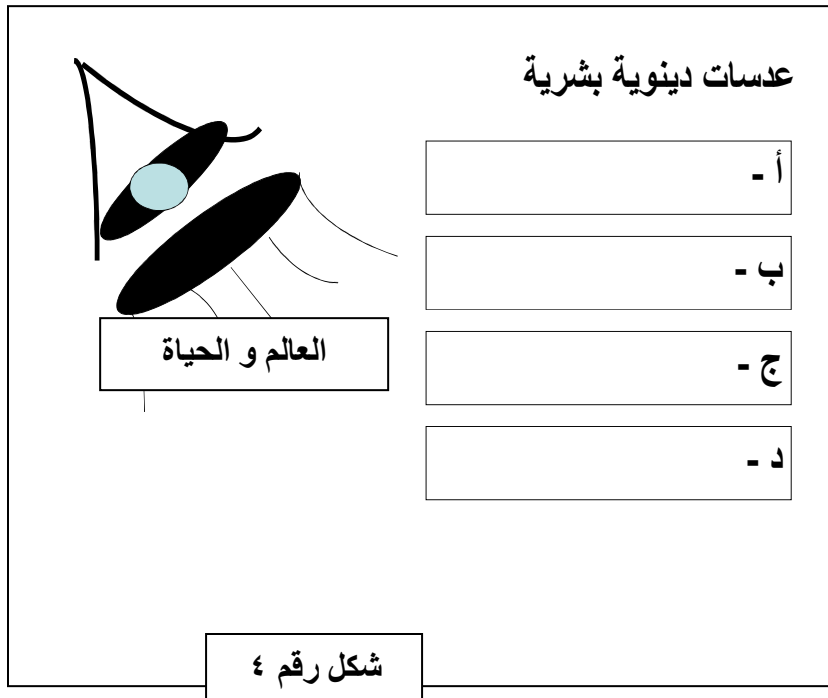 عدسات دينوية بشرية
أ -
ب -
ج -
د -
العالم و الحياة
شكل رقم ٤